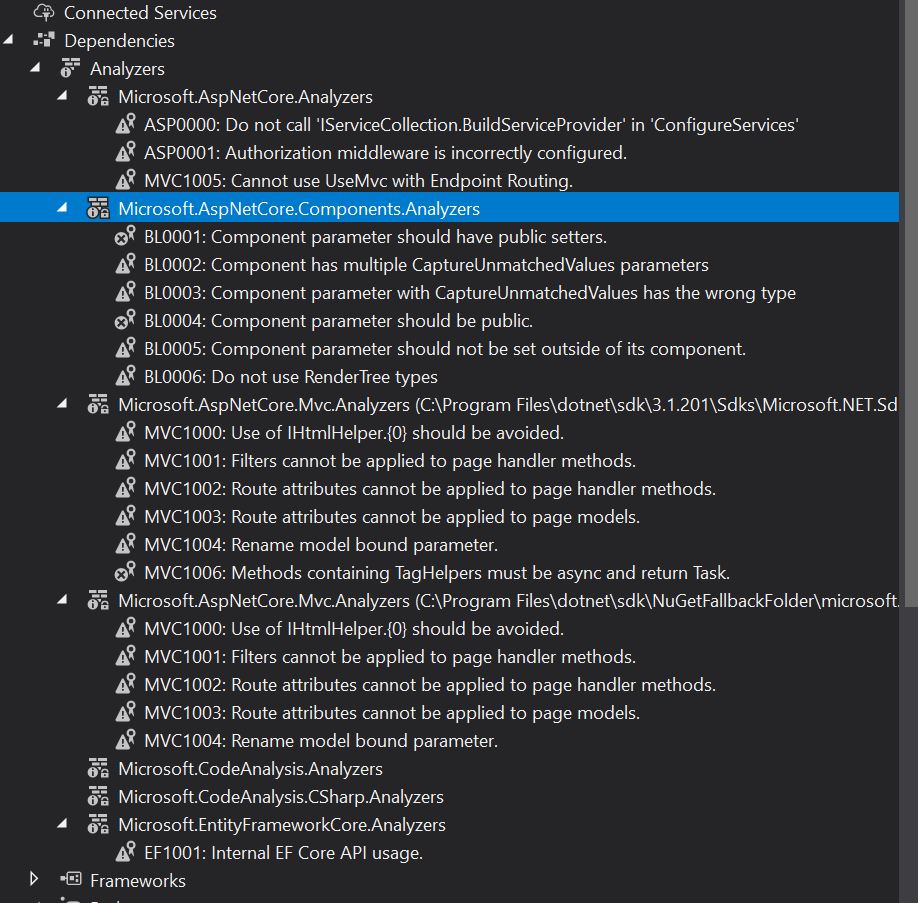 Connected Services
Dependencies
Analyzers
Microsoft.AspNetCore.Analyzers
ASP0000: Do not call 'IServiceCollection.BuildServiceProvider' in 'ConfigureServices'
ASP0001: Authorization middleware is incorrectly configured.
MVC1005: Cannot use UseMvc with Endpoint Routing.
Microsoft.AspNetCore.Components.Analyzers
BL0001: Component parameter should have public setters.
BL0002: Component has multiple CaptureUnmatchedValues parameters
BL0003: Component parameter with CaptureUnmatchedValues has the wrong type
BL0004: Component parameter should be public.
BL0005: Component parameter should not be set outside of its component.
BL0006: Do not use RenderTree types
Microsoft.AspNetCore.Mvc.Analyzers (C:\Program Files\dotnet\sdk\3.1.201\Sdks\Microsoft.NET.Sd
MVC1000: Use of IHtmlHelper.{0} should be avoided.
MVC1001: Filters cannot be applied to page handler methods.
MVC1002: Route attributes cannot be applied to page handler methods.
MVC1003: Route attributes cannot be applied to page models.
MVC1004: Rename model bound parameter.
MVC1006: Methods containing TagHelpers must be async and return Task.
Microsoft.AspNetCore.Mvc.Analyzers (C:\Program Files\dotnet\sdk\NuGetFallbackFolder\microsoft.
MVC1000: Use of IHtmlHelper.{0} should be avoided.
MVC1001: Filters cannot be applied to page handler methods.
MVC1002: Route attributes cannot be applied to page handler methods.
MVC1003: Route attributes cannot be applied to page models.
MVC1004: Rename model bound parameter.
Microsoft.CodeAnalysis.Analyzers
Microsoft.CodeAnalysis.CSharp.Analyzers
Microsoft.EntityFrameworkCore.Analyzers
EF1001: Internal EF Core API usage.
Frameworks